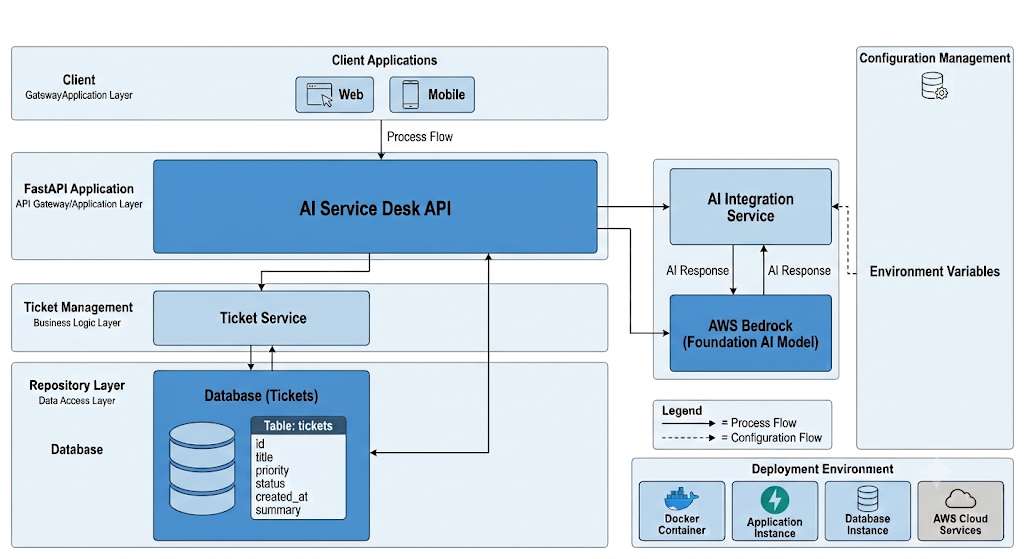 Client Applications
Client
GatswayApplication Layer
Web
Mobile
Process Flow
FastAPI Application
API Gateway/Application Layer
AI Service Desk API
Ticket Management
Business Logic Layer
Ticket Service
Repository Layer
Data Access Layer
Database
Database (Tickets)
Table: tickets
id
title
priority
status
created_at
summary
AI Integration
Service
AI Response
AI Response
AWS Bedrock
(Foundation AI Model)
Configuration Management
Environment Variables
Legend
= Process Flow
= Configuration Flow
Deployment Environment
Docker
Container
Application
Instance
Database
Instance
AWS Cloud
Services